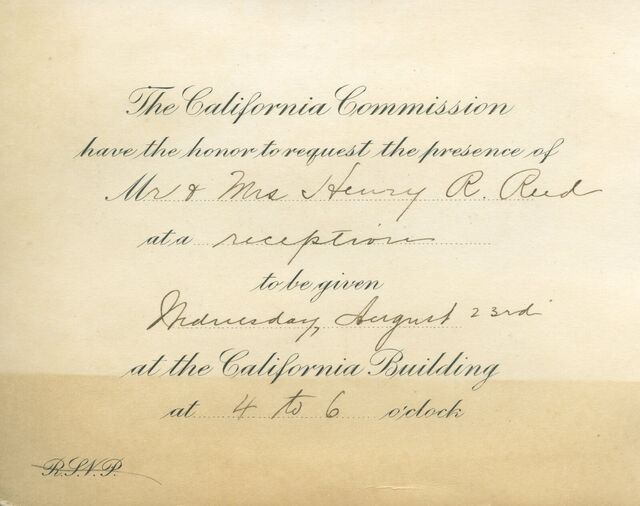 The California Commission
have the honor to request the presence of
Mr & Mrs Henry R. Reed
at a reception
to be given
Wednesday, August 23rd
at the California Building
at 4 to 6 o'clock
R.S.V.P.